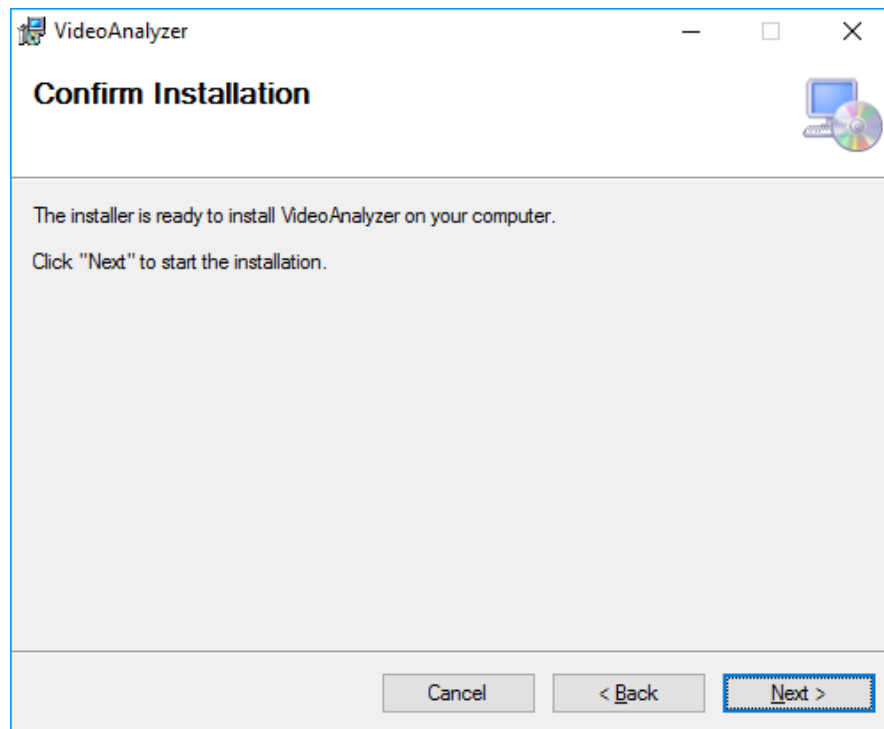 VideoAnalyzer
Confirm Installation
The installer is ready to install VideoAnalyzer on your computer.
Click "Next" to start the installation.
Cancel
< Back
Next >